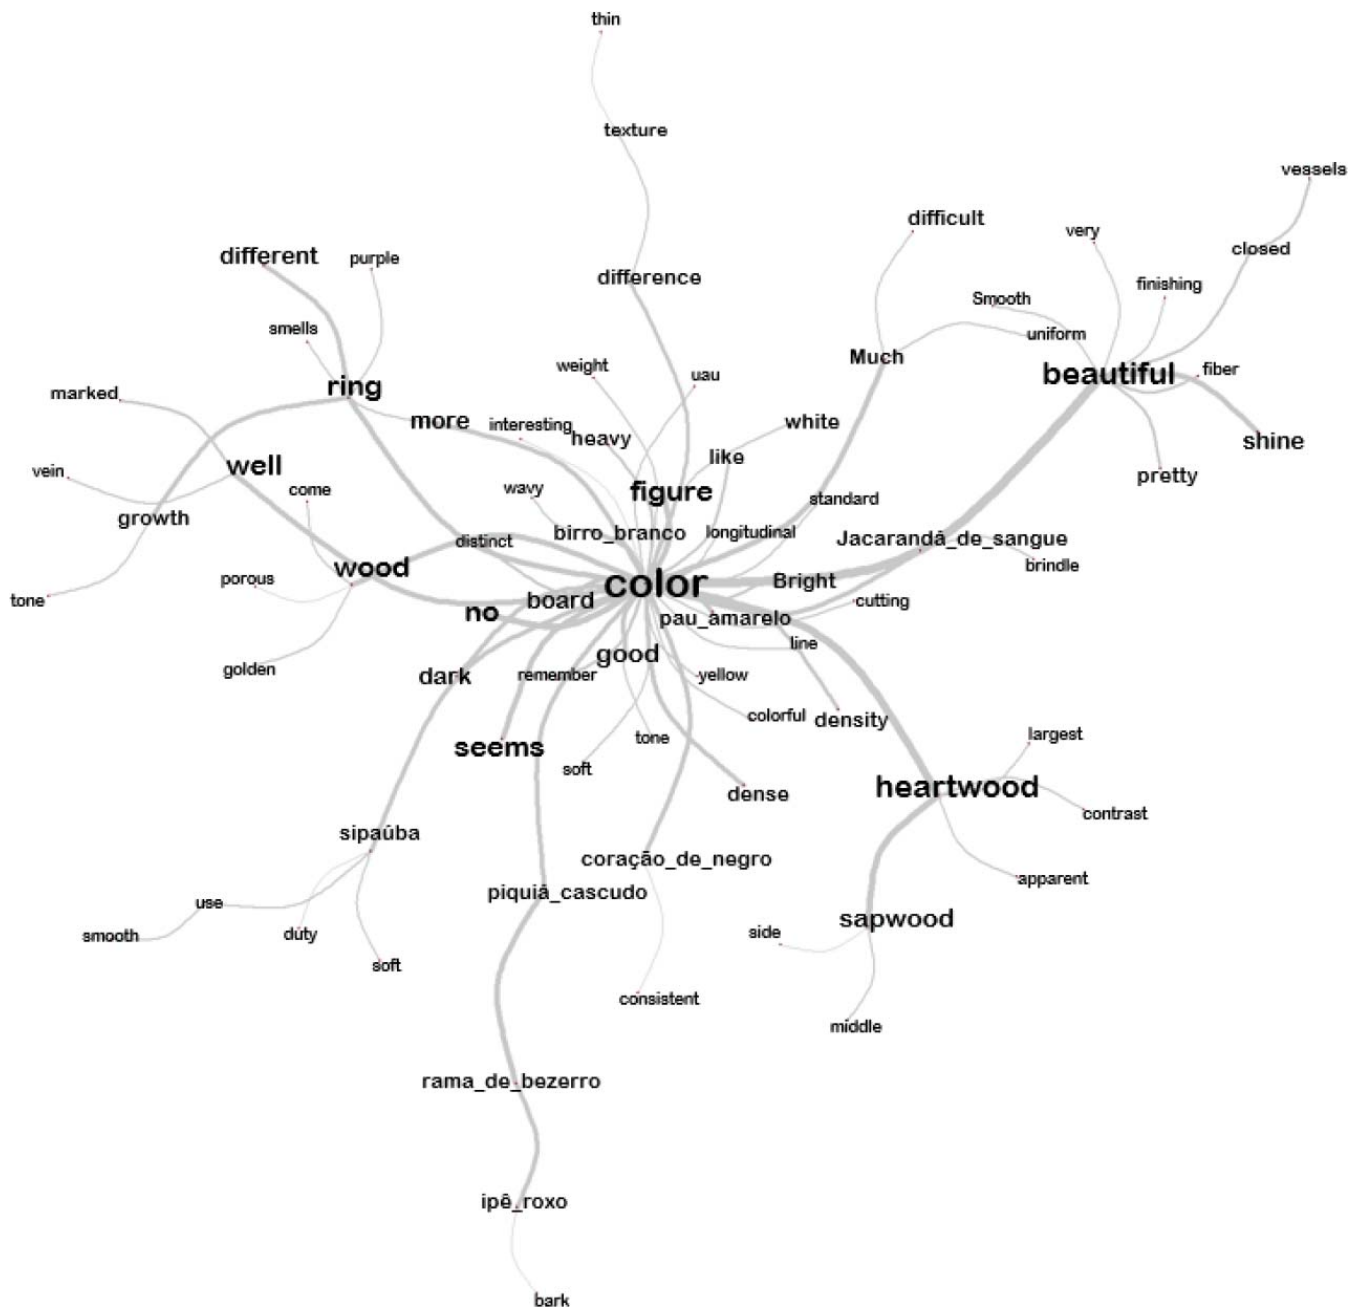 thin
texture
vessels
difficult
very
closed
different
purple
difference
finishing
Smooth
smells
uniform
Much
weight
uau
beautiful
fiber
ring
marked
more
interesting
heavy
white
shine
like
well
vein
pretty
come
wavy
figure
standard
growth
birro_branco
longitudinal
distinct
Jacarandã_de_sangue
wood
brindle
porous
color
Bright
tone
board
cutting
no
pau_amarelo
line
good
golden
dark
remember
yellow
colorful
density
tone
largest
seems
soft
heartwood
dense
contrast
sipaúba
coração_de_negro
apparent
piquiá_cascudo
use
sapwood
side
smooth
duty
soft
consistent
middle
rama_de_bezerro
ipê_roxo
bark